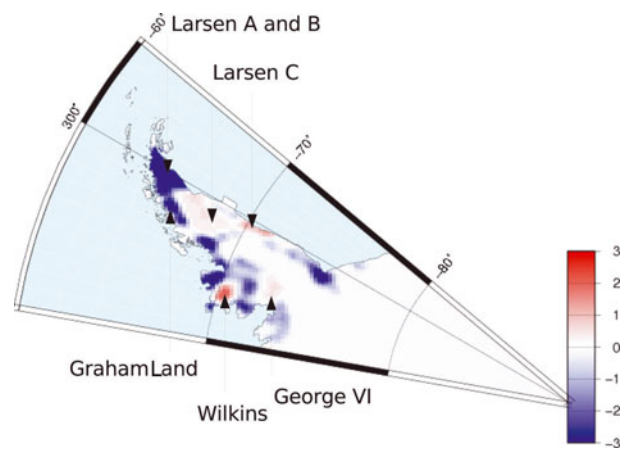 Larsen A and B
Larsen C
-60°
300°
-70°
-80°
3
2
1
0
-1
-2
-3
GrahamLand
George VI
Wilkins